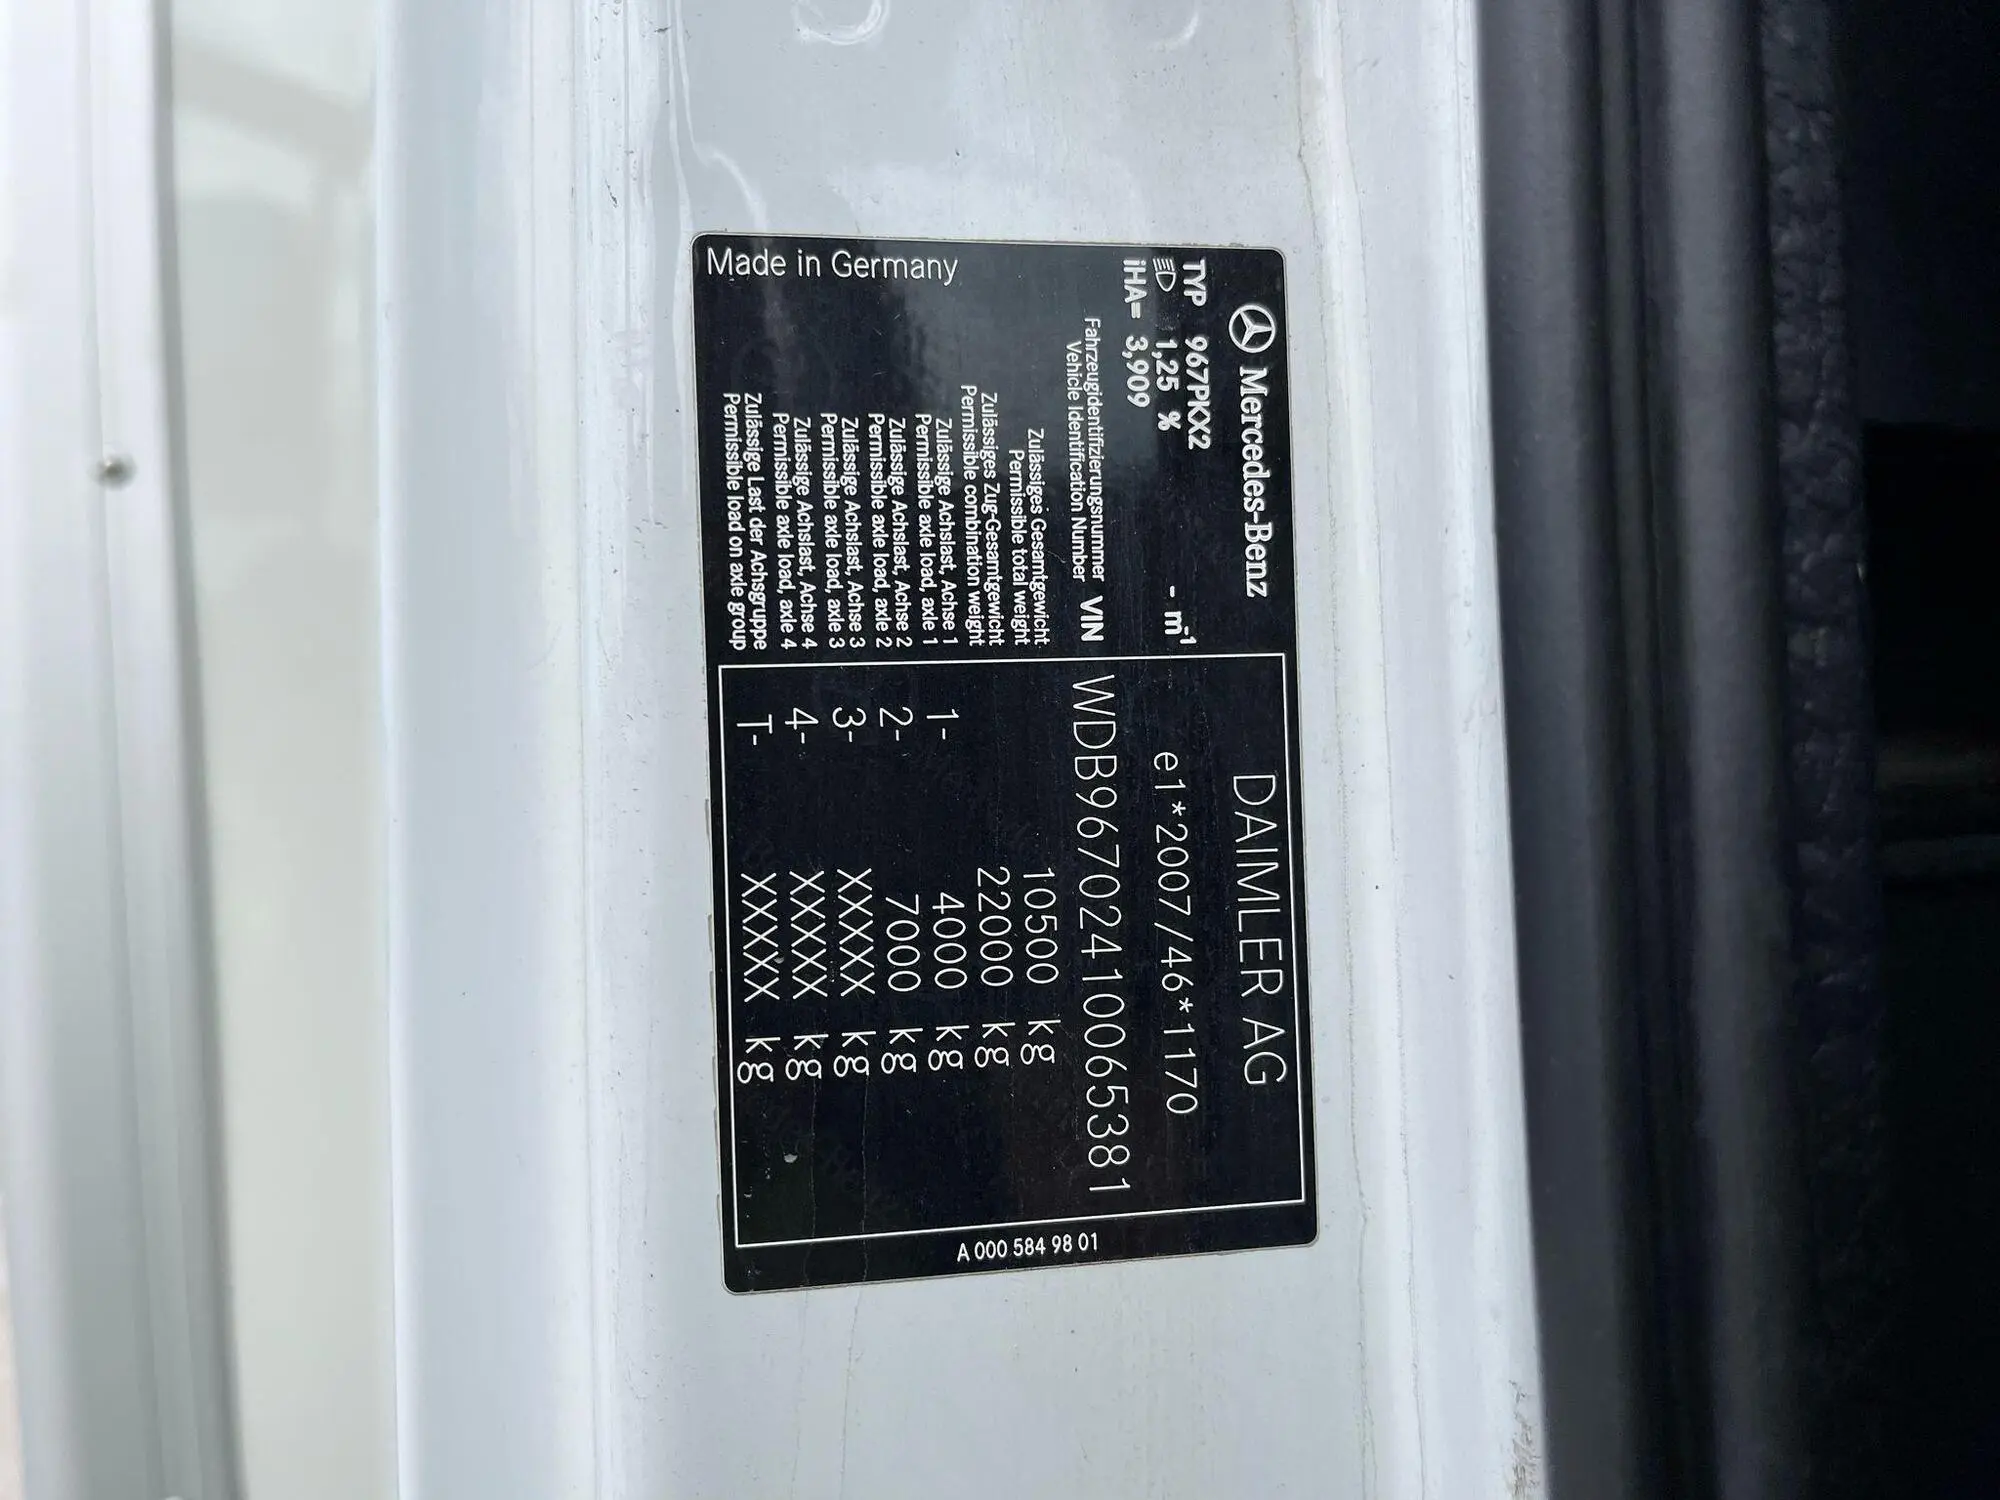 Mercedes-Benz
DAIMLER AG
TYP 967PKXX2
1,25 % - m-1
e1*2007/46*1170
iHA= 3,909
Fahrzeugidentifizierungsnummer
Vehicle Identification Number VIN WDB96702410065381
Zulässiges Gesamtgewicht
Permissible total weight 10500 kg
Zulässiges Zug-Gesamtgewicht
Permissible combination weight 22000 kg
Zulässige Achslast, Achse 1
Permissible axle load, axle 1 1- 4000 kg
Zulässige Achslast, Achse 2
Permissible axle load, axle 2 2- 7000 kg
Zulässige Achslast, Achse 3
Permissible axle load, axle 3 3- XXXXX kg
Zulässige Achslast, Achse 4
Permissible axle load, axle 4 4- XXXXX kg
Zulässige Last der Achsgruppe
Permissible load on axle group T- XXXXX kg
Made in Germany
A 000 584 98 01